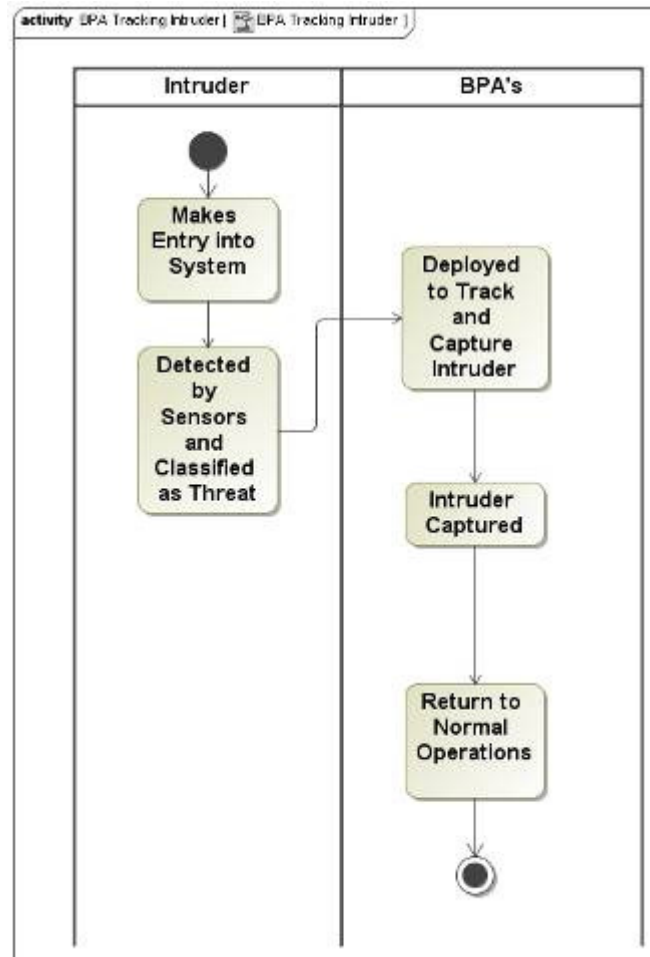 activity BPA Tracking Intruder [ BPA Tracking Intruder ]
Intruder
BPA's
Makes
Entry into
System
Detected
by
Sensors
and
Classified
as Threat
Deployed
to Track
and
Capture
Intruder
Intruder
Captured
Return to
Normal
Operations